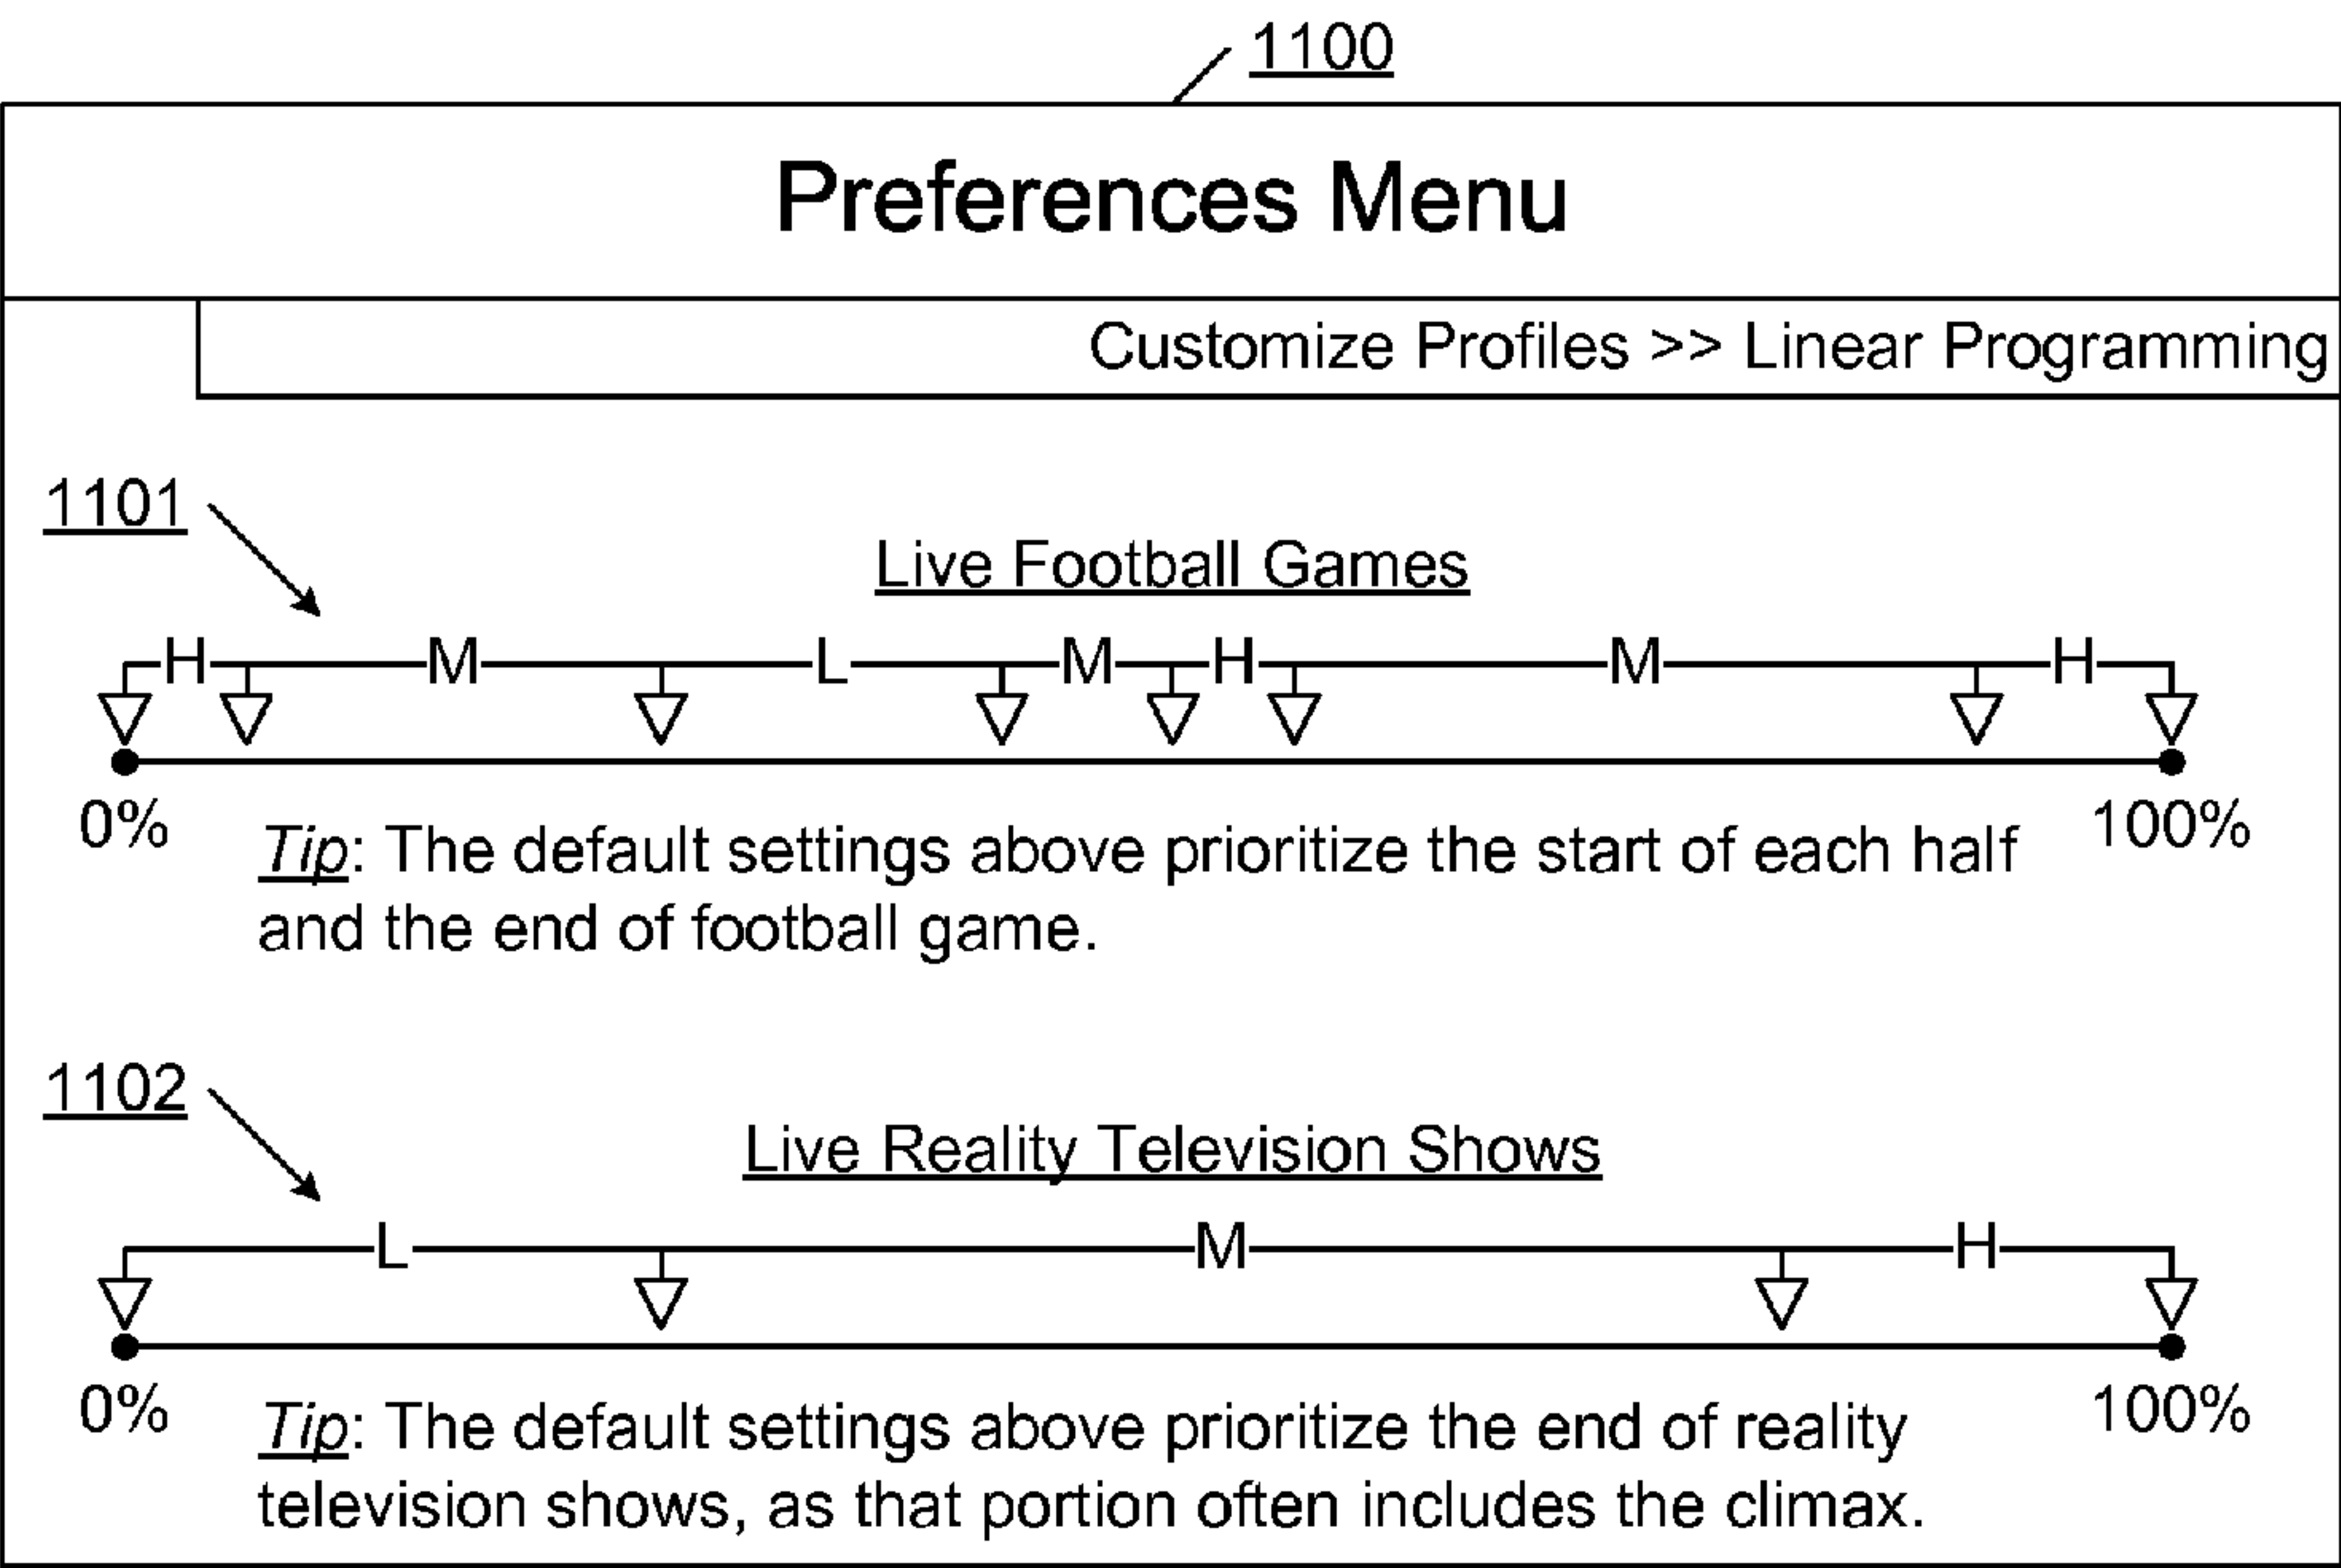 1100
Preferences Menu
Customize Profiles >> Linear Programming
1101
Live Football Games
H M L M H M H
0% 100%
Tip: The default settings above prioritize the start of each half
and the end of football game.
1102
Live Reality Television Shows
L M H
0% 100%
Tip: The default settings above prioritize the end of reality
television shows, as that portion often includes the climax.